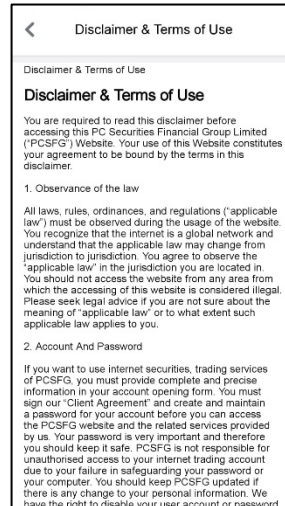 Disclaimer & Terms of Use
Disclaimer & Terms of Use
Disclaimer & Terms of Use
You are required to read this disclaimer before
accessing this PC Securities Financial Group Limited
("PCSFG") Website. Your use of this Website constitutes
your agreement to be bound by the terms in this
disclaimer.
1. Observance of the law
All laws, rules, ordinances, and regulations ("applicable
law") must be observed during the usage of the website.
You recognize that the internet is a global network and
understand that the applicable law may change from
jurisdiction to jurisdiction. You agree to observe the
"applicable law" in the jurisdiction you are located in.
You should not access the website from any area from
which the accessing of this website is considered illegal.
Please seek legal advice if you are not sure about the
meaning of "applicable law" or to what extent such
applicable law applies to you.
2. Account And Password
If you want to use internet securities, trading services
of PCSFG, you must provide complete and precise
information in your account opening form. You must
sign our "Client Agreement" and create and maintain
a password for your account before you can access
the PCSFG website and the related services provided
by us. Your password is very important and therefore
you should keep it safe. PCSFG is not responsible for
unauthorised access to your internet trading account
due to your failure in safeguarding your password or
your computer. You should keep PCSFG updated if
there is any change to your personal information. We
have the right to disable your user account or password